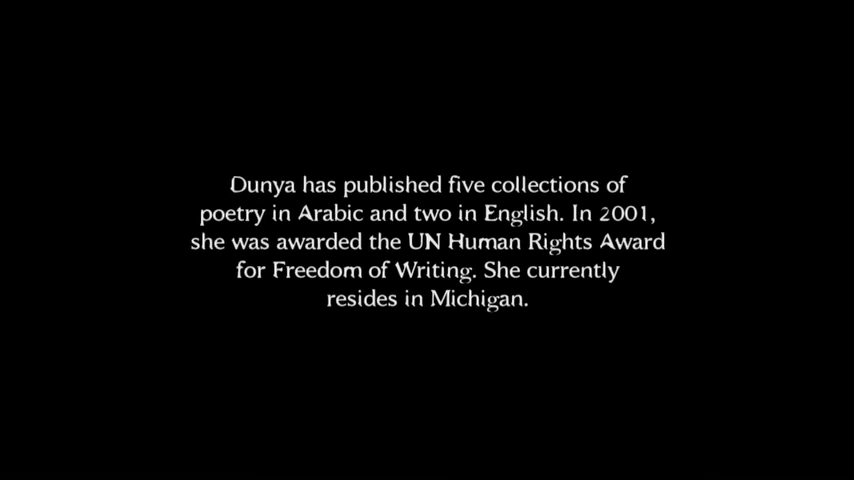 Dunya has published five collections of
poetry in Arabic and two in English. In 2001,
she was awarded the UN Human Rights Award
for Freedom of Writing. She currently
resides in Michigan.